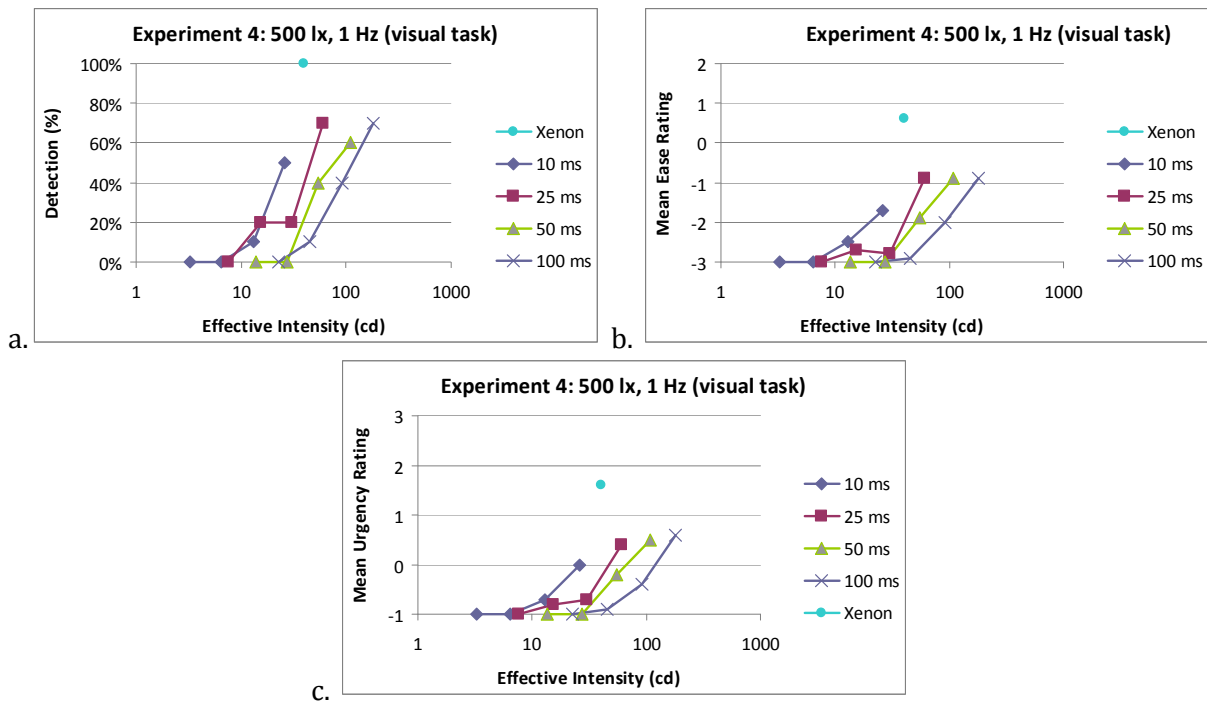 Experiment 4: 500 lx, 1 Hz (visual task)
100%
80%
60%
40%
20%
0%
Detection (%)
1 10 100 1000
Effective Intensity (cd)
Xenon
10 ms
25 ms
50 ms
100 ms
a.
Experiment 4: 500 lx, 1 Hz (visual task)
2
1
0
-1
-2
-3
Mean Ease Rating
1 10 100 1000
Effective Intensity (cd)
Xenon
10 ms
25 ms
50 ms
100 ms
b.
Experiment 4: 500 lx, 1 Hz (visual task)
3
2
1
0
-1
Mean Urgency Rating
1 10 100 1000
Effective Intensity (cd)
10 ms
25 ms
50 ms
100 ms
Xenon
c.